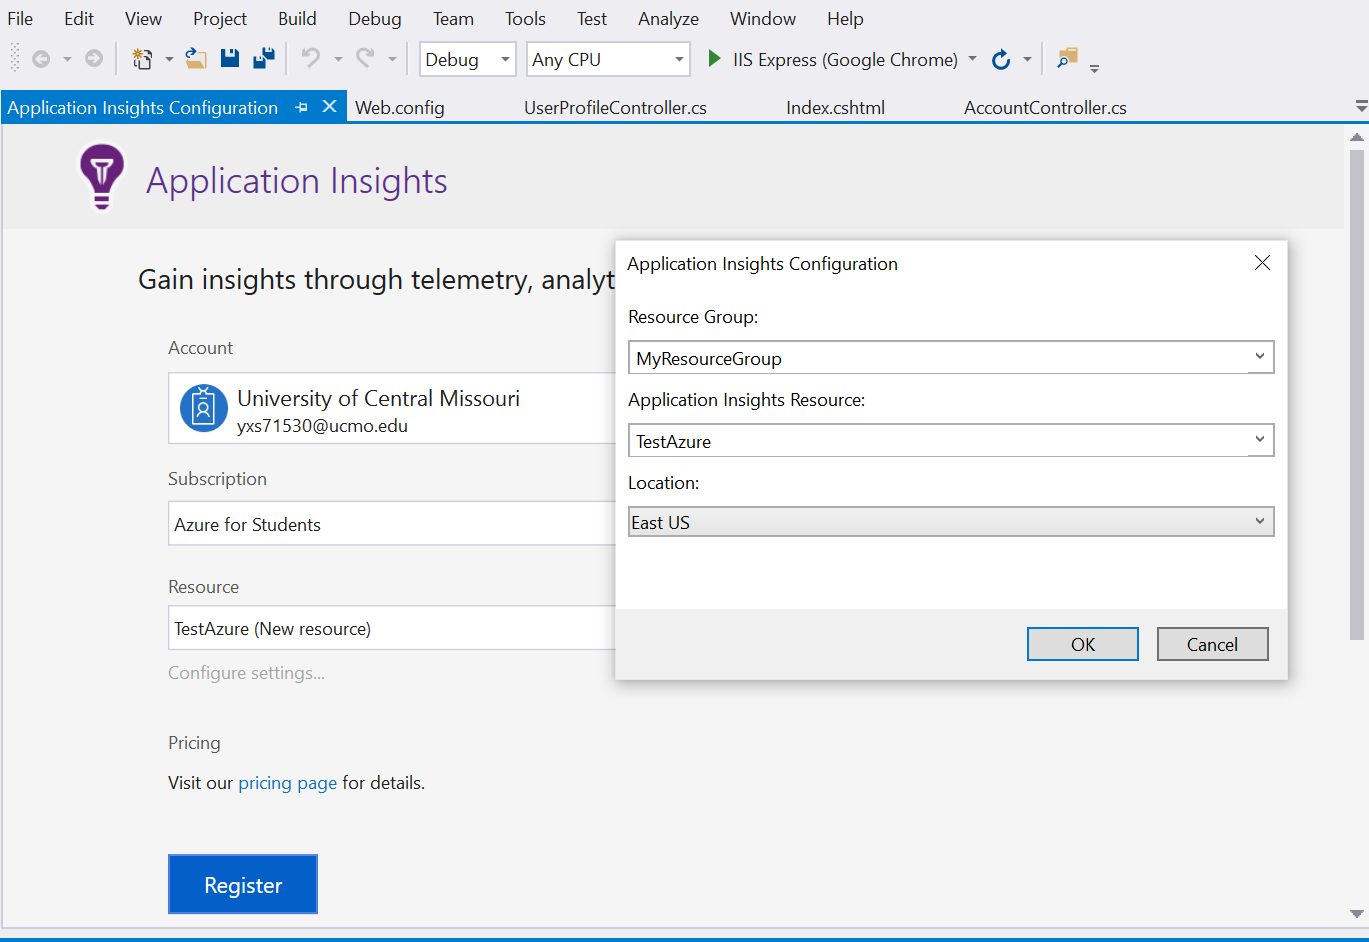 File Edit View Project Build Debug Team Tools Test Analyze Window Help
Debug Any CPU IIS Express (Google Chrome)
Application Insights Configuration Web.config UserProfileController.cs Index.cshtml AccountController.cs
Application Insights
Gain insights through telemetry, analyt
Account
University of Central Missouri
yxs71530@ucmo.edu
Subscription
Azure for Students
Resource
TestAzure (New resource)
Configure settings...
Pricing
Visit our pricing page for details.
Register
Application Insights Configuration
Resource Group:
MyResourceGroup
Application Insights Resource:
TestAzure
Location:
East US
OK Cancel